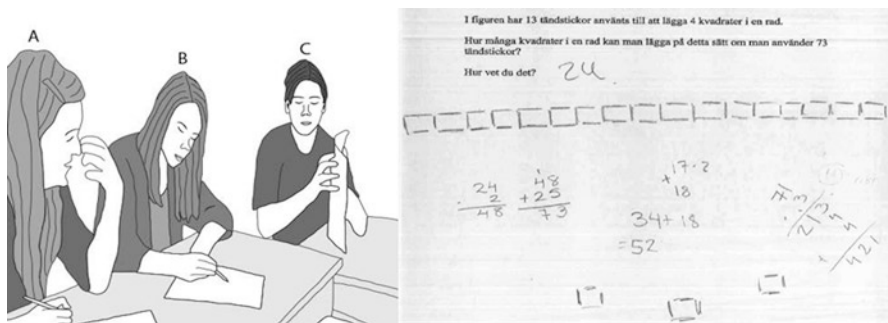 A
B
C
I figuren har 13 tändstickor använts till att lägga 4 kvadrater i en rad.
Hur många kvadrater i en rad kan man lägga på detta sätt om man använder 73
tändstickor?
Hur vet du det?
24
24
· 2
48
1
48
+25
73
17·2
+ 18
34+18
=52